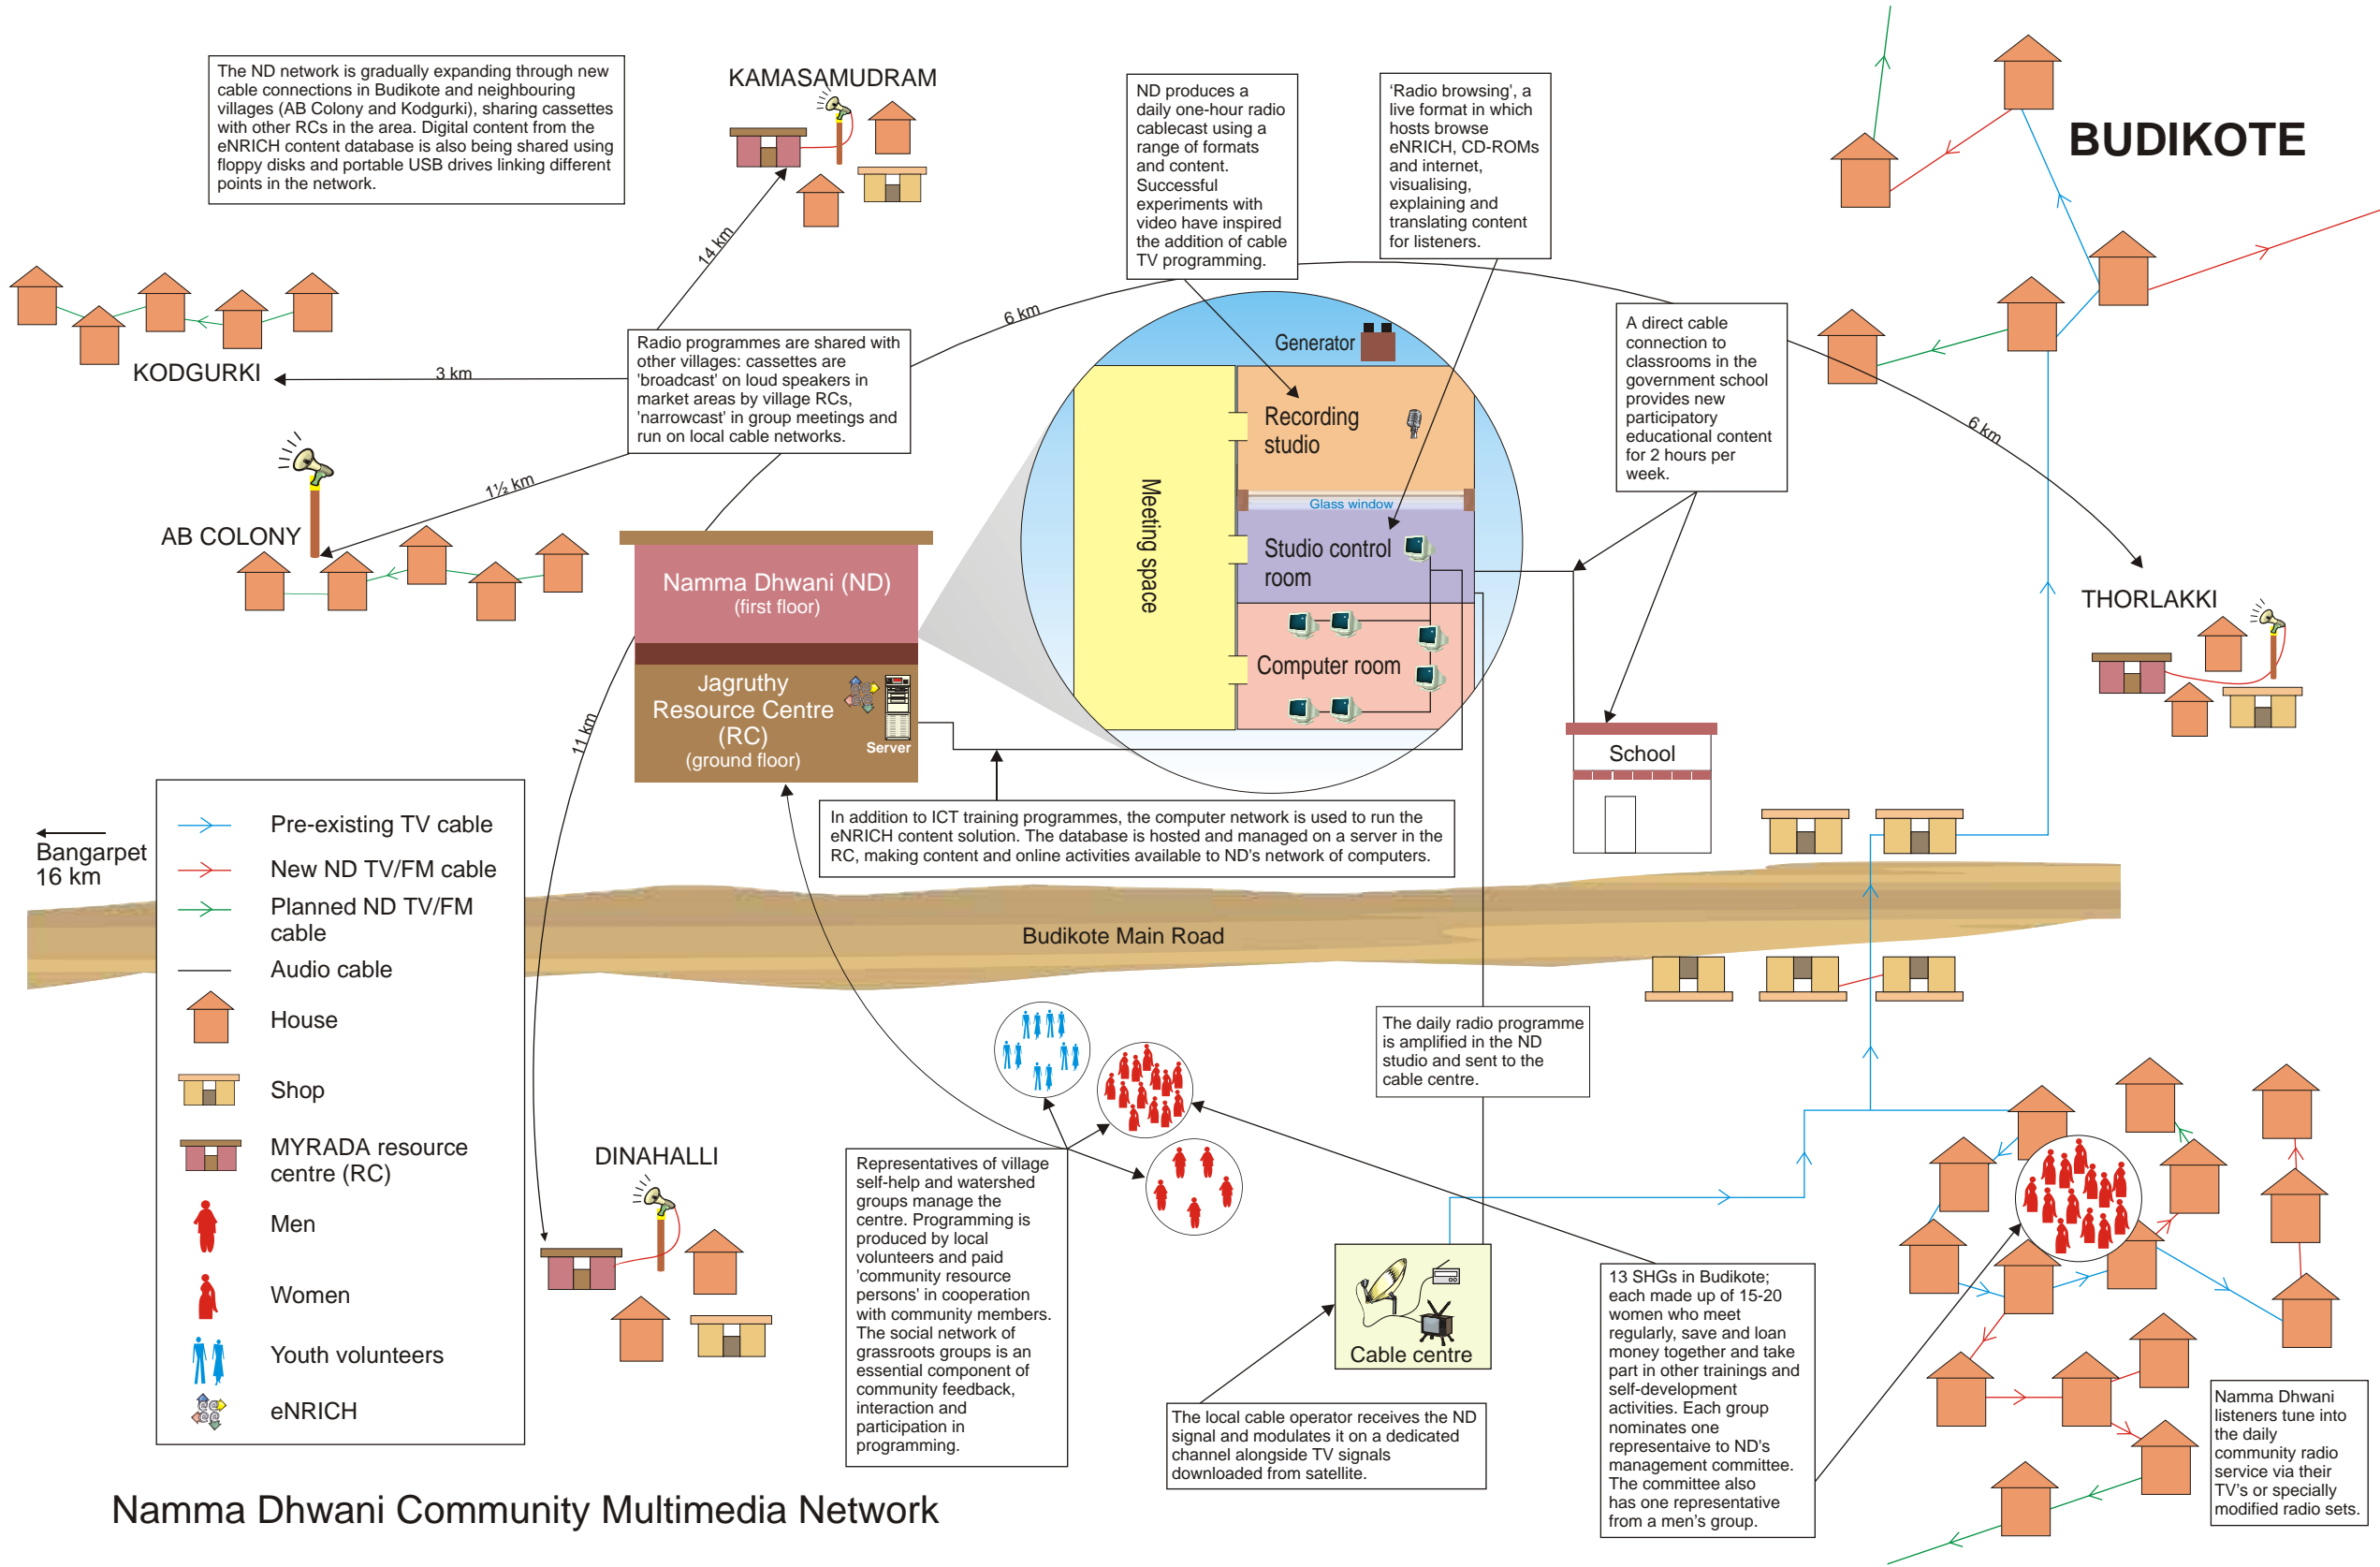 The ND network is gradually expanding through new
cable connections in Budikote and neighbouring
villages (AB Colony and Kodgurki), sharing cassettes
with other RCs in the area. Digital content from the
eNRICH content database is also being shared using
floppy disks and portable USB drives linking different
points in the network.
KAMASAMUDRAM
ND produces a
daily one-hour radio
cablecast using a
range of formats
and content.
Successful
experiments with
video have inspired
the addition of cable
TV programming.
‘Radio browsing’, a
live format in which
hosts browse
eNRICH, CD-ROMs
and internet,
visualising,
explaining and
translating content
for listeners.
BUDIKOTE
14 km
6 km
KODGURKI
3 km
Radio programmes are shared with
other villages: cassettes are
'broadcast' on loud speakers in
market areas by village RCs,
'narrowcast' in group meetings and
run on local cable networks.
Generator
Recording
studio
Glass window
Meeting space
Studio control
room
Computer room
A direct cable
connection to
classrooms in the
government school
provides new
participatory
educational content
for 2 hours per
week.
6 km
1½ km
AB COLONY
THORLAKKI
Namma Dhwani (ND)
(first floor)
Jagruthy
Resource Centre
(RC)
(ground floor)
Server
11 km
School
In addition to ICT training programmes, the computer network is used to run the
eNRICH content solution. The database is hosted and managed on a server in the
RC, making content and online activities available to ND's network of computers.
Bangarpet
16 km
Pre-existing TV cable
New ND TV/FM cable
Planned ND TV/FM
cable
Audio cable
House
Shop
MYRADA resource
centre (RC)
Men
Women
Youth volunteers
eNRICH
Budikote Main Road
The daily radio programme
is amplified in the ND
studio and sent to the
cable centre.
DINAHALLI
Representatives of village
self-help and watershed
groups manage the
centre. Programming is
produced by local
volunteers and paid
'community resource
persons' in cooperation
with community members.
The social network of
grassroots groups is an
essential component of
community feedback,
interaction and
participation in
programming.
Cable centre
The local cable operator receives the ND
signal and modulates it on a dedicated
channel alongside TV signals
downloaded from satellite.
13 SHGs in Budikote;
each made up of 15-20
women who meet
regularly, save and loan
money together and take
part in other trainings and
self-development
activities. Each group
nominates one
representaive to ND's
management committee.
The committee also
has one representative
from a men’s group.
Namma Dhwani
listeners tune into
the daily
community radio
service via their
TV's or specially
modified radio sets.
Namma Dhwani Community Multimedia Network